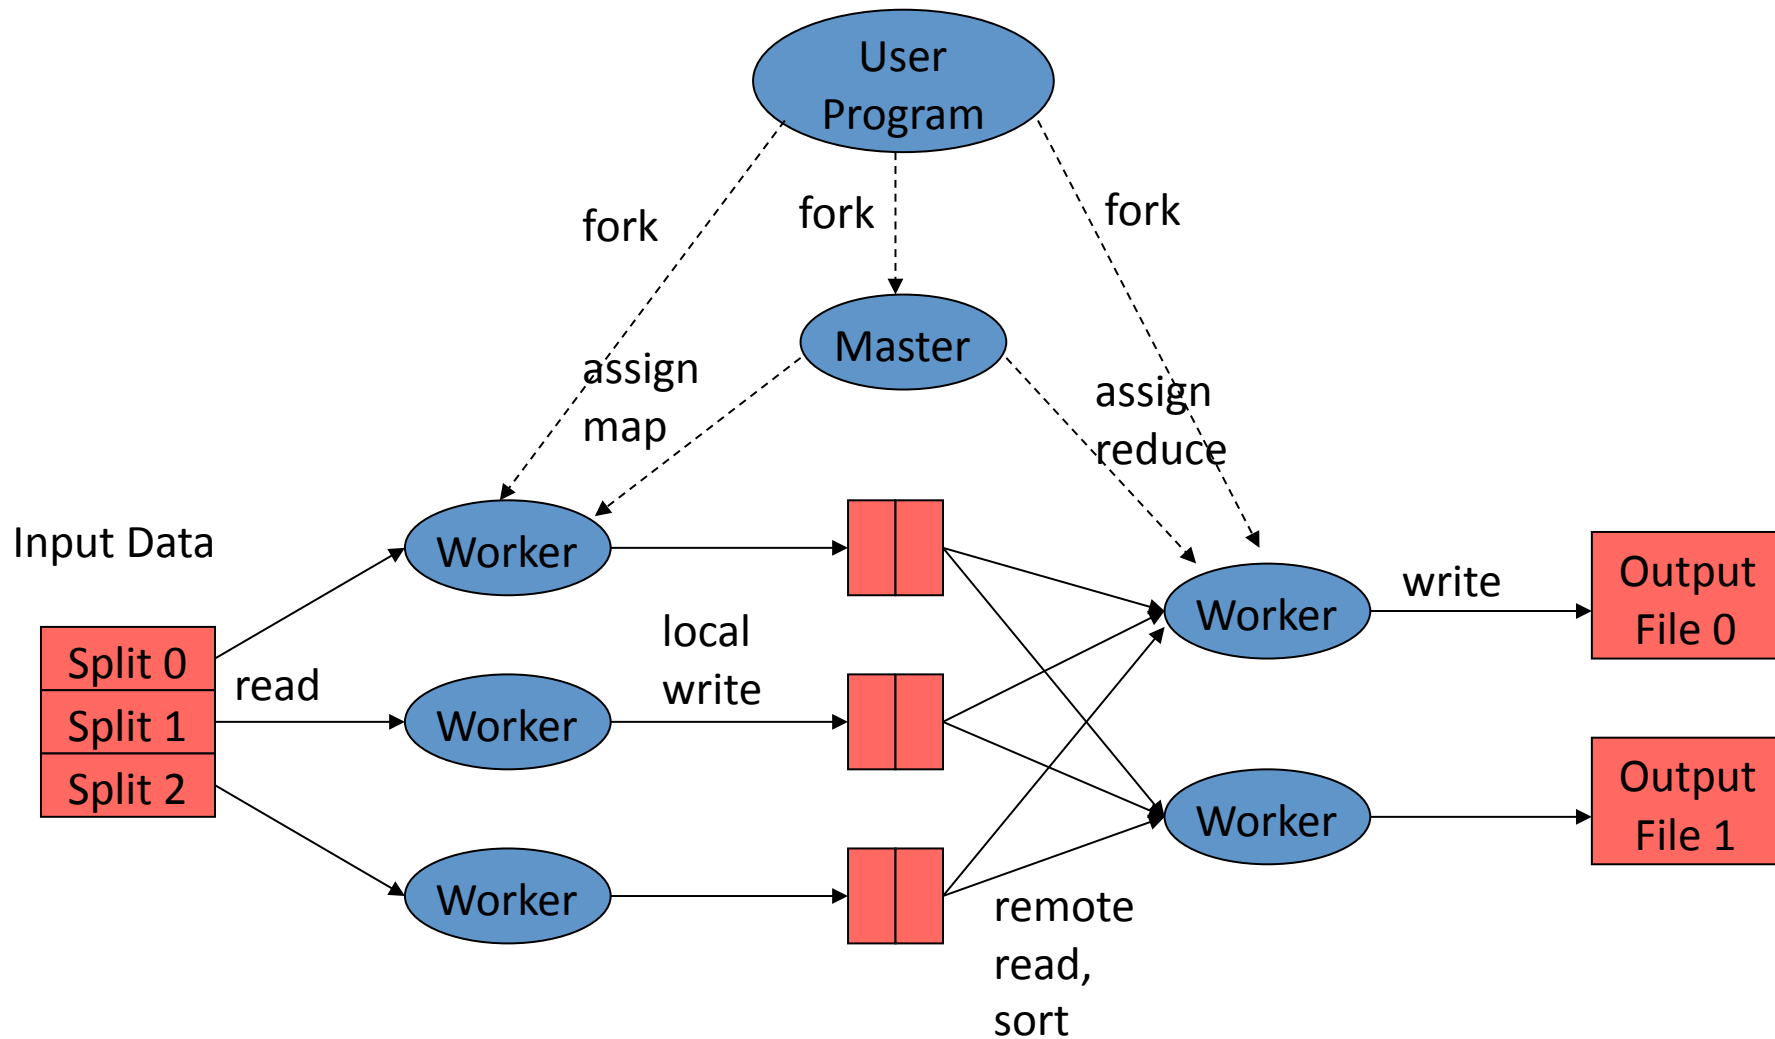 User
Program
fork
fork
fork
Master
assign
map
assign
reduce
Input Data
Worker
Split 0
Split 1
Split 2
read
Worker
local
write
Worker
Worker
write
Output
File 0
Worker
Output
File 1
remote
read,
sort